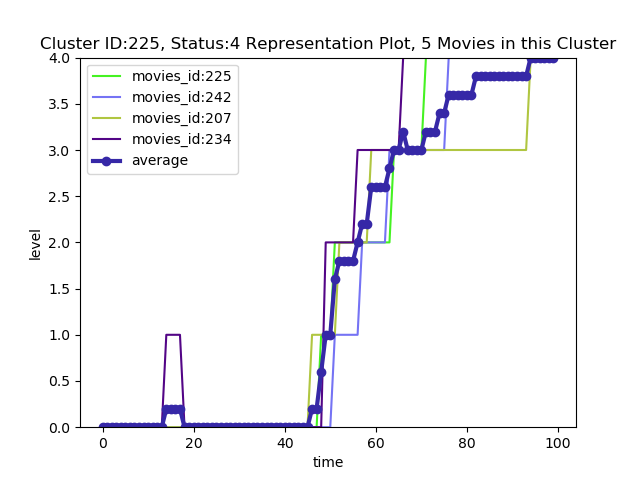 Cluster ID:225, Status:4 Representation Plot, 5 Movies in this Cluster
4.0
3.5
3.0
2.5
2.0
1.5
1.0
0.5
0.0
level
movies_id:225
movies_id:242
movies_id:207
movies_id:234
average
0 20 40 60 80 100
time